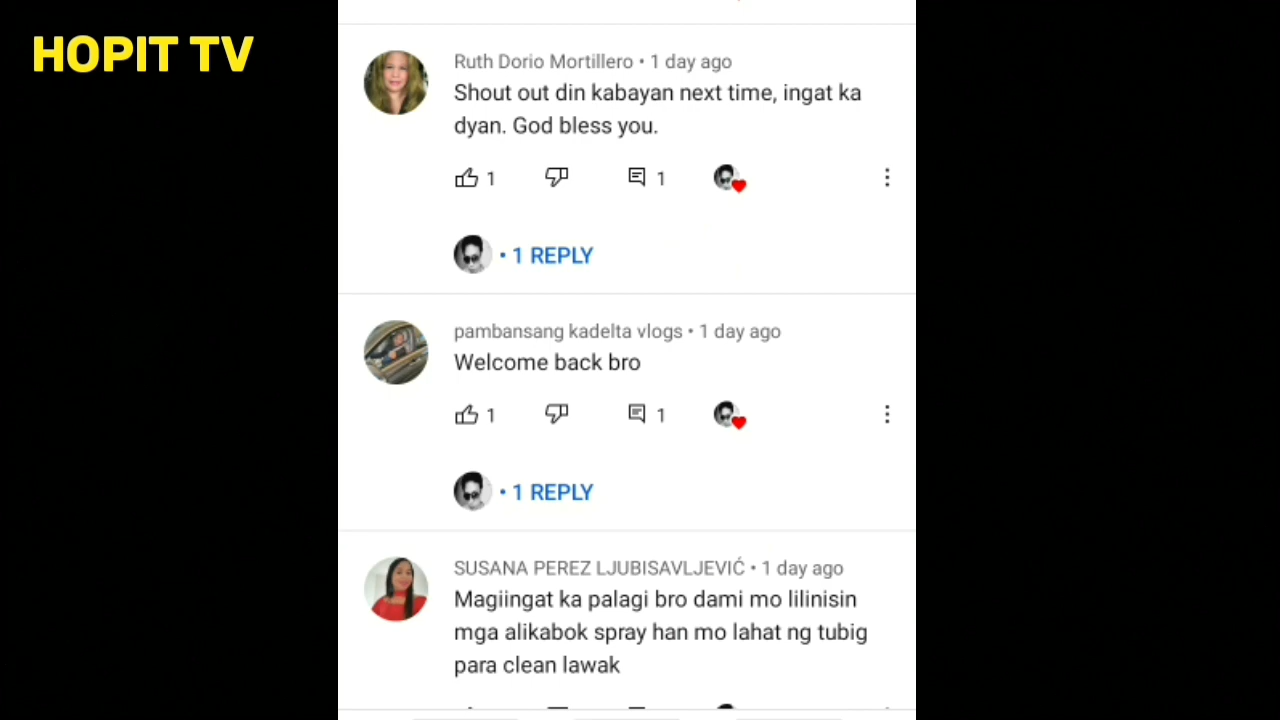 HOPIT TV
Ruth Dorio Mortillero • 1 day ago
Shout out din kabayan next time, ingat ka
dyan. God bless you.
1 1
• 1 REPLY
pambansang kadelta vlogs • 1 day ago
Welcome back bro
1 1
• 1 REPLY
SUSANA PEREZ LJUBISAVLJEVIĆ • 1 day ago
Magiingat ka palagi bro dami mo lilinisin
mga alikabok spray han mo lahat ng tubig
para clean lawak